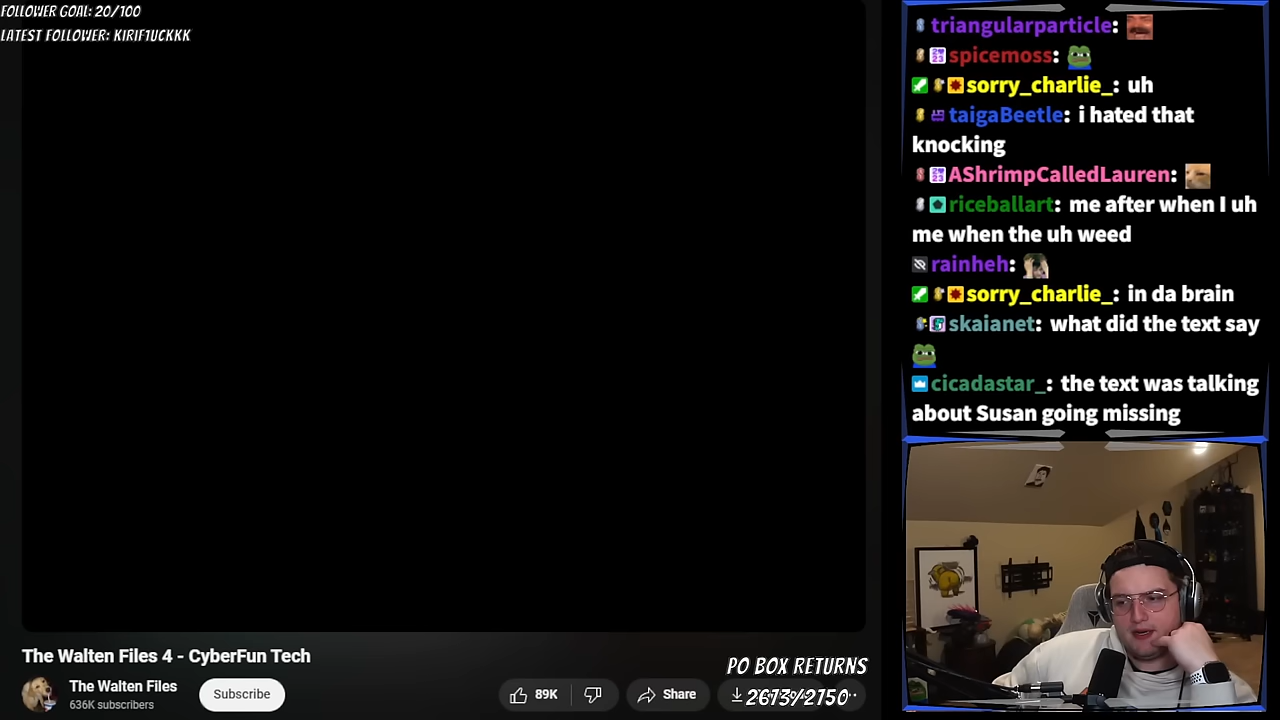 FOLLOWER GOAL: 20/100
LATEST FOLLOWER: KIRIF1UCKKK
triangularparticle:
spicemoss:
sorry_charlie_: uh
taigaBeetle: i hated that
knocking
AShrimpCalledLauren:
riceballart: me after when I uh
me when the uh weed
rainheh:
sorry_charlie_: in da brain
skaianet: what did the text say
cicadastar_: the text was talking
about Susan going missing
The Walten Files 4 - CyberFun Tech
The Walten Files
636K subscribers
Subscribe
89K
Share
PO BOX RETURNS
2673/2750